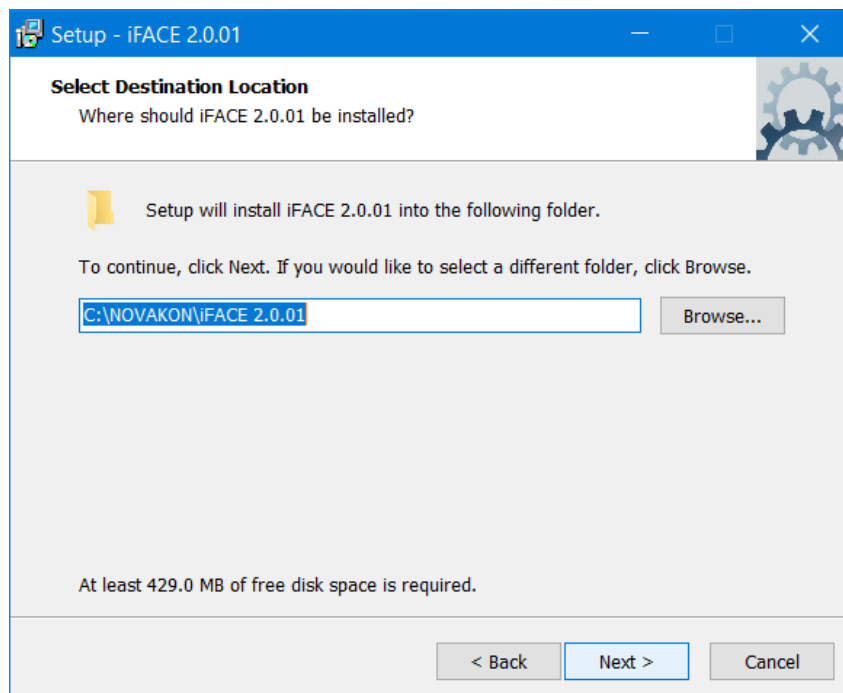 Setup - iFACE 2.0.01
Select Destination Location
Where should iFACE 2.0.01 be installed?
Setup will install iFACE 2.0.01 into the following folder.
To continue, click Next. If you would like to select a different folder, click Browse.
C:\NOVAKON\iFACE 2.0.01
Browse...
At least 429.0 MB of free disk space is required.
< Back
Next >
Cancel